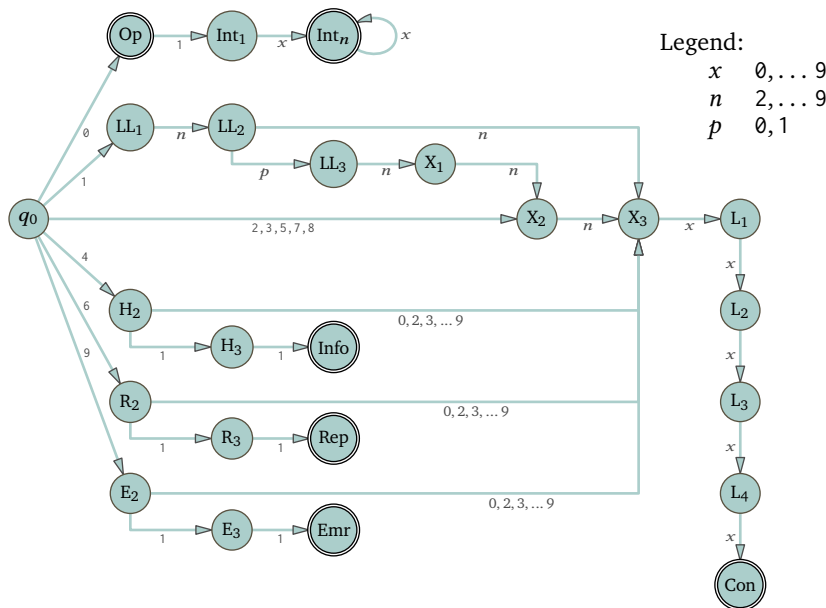 Op
1
Int1
x
Intn
x
Legend:
x 0,... 9
n 2,... 9
p 0,1
0
LL1
n
LL2
n
1
p
LL3
n
X1
n
q0
2,3,5,7,8
X2
n
X3
x
L1
4
x
H2
0, 2, 3, ... 9
L2
6
1
H3
1
Info
9
x
R2
0, 2, 3, ... 9
L3
1
R3
1
Rep
x
E2
0, 2, 3, ... 9
L4
1
E3
1
Emr
x
Con